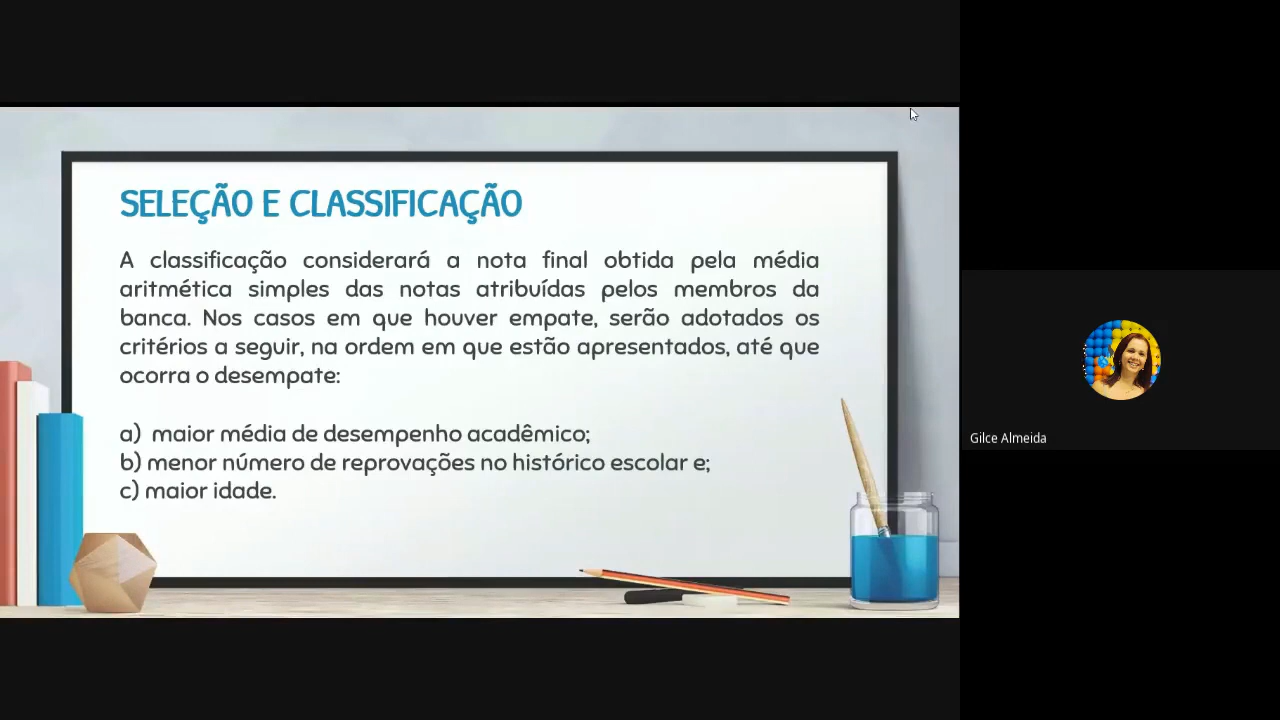 SELEÇÃO E CLASSIFICAÇÃO
A classificação considerará a nota final obtida pela média
aritmética simples das notas atribuídas pelos membros da
banca. Nos casos em que houver empate, serão adotados os
critérios a seguir, na ordem em que estão apresentados, até que
ocorra o desempate:
a) maior média de desempenho acadêmico;
b) menor número de reprovações no histórico escolar e;
c) maior idade.
Gilce Almeida